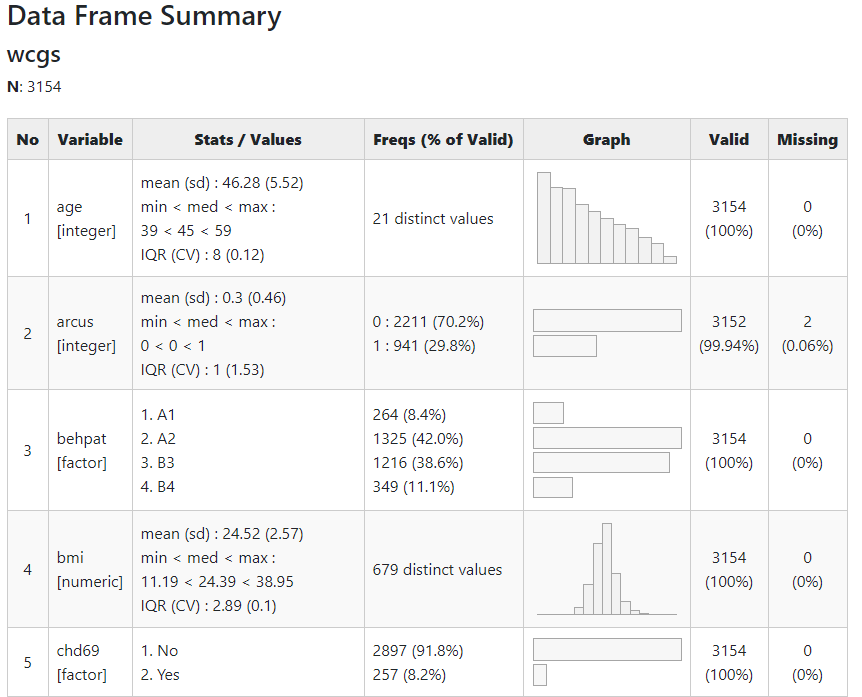 Data Frame Summary
wcgs
N: 3154
No Variable Stats / Values Freqs (% of Valid) Graph Valid Missing
1
age
[integer]
mean (sd) : 46.28 (5.52)
min < med < max :
39 < 45 < 59
IQR (CV) : 8 (0.12)
21 distinct values
3154
(100%)
0
(0%)
2
arcus
[integer]
mean (sd) : 0.3 (0.46)
min < med < max :
0 < 0 < 1
IQR (CV) : 1 (1.53)
0 : 2211 (70.2%)
1 : 941 (29.8%)
3152
(99.94%)
2
(0.06%)
3
behpat
[factor]
1. A1
2. A2
3. B3
4. B4
264 (8.4%)
1325 (42.0%)
1216 (38.6%)
349 (11.1%)
3154
(100%)
0
(0%)
4
bmi
[numeric]
mean (sd) : 24.52 (2.57)
min < med < max :
11.19 < 24.39 < 38.95
IQR (CV) : 2.89 (0.1)
679 distinct values
3154
(100%)
0
(0%)
5
chd69
[factor]
1. No
2. Yes
2897 (91.8%)
257 (8.2%)
3154
(100%)
0
(0%)